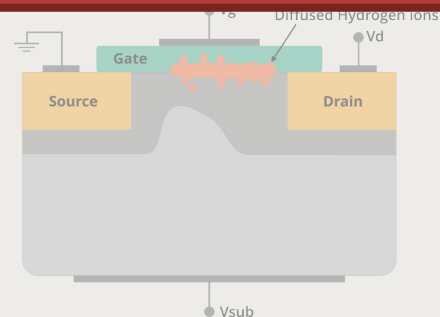 Vg
Diffused Hydrogen Ions
Vd
Gate
Source
Drain
Vsub